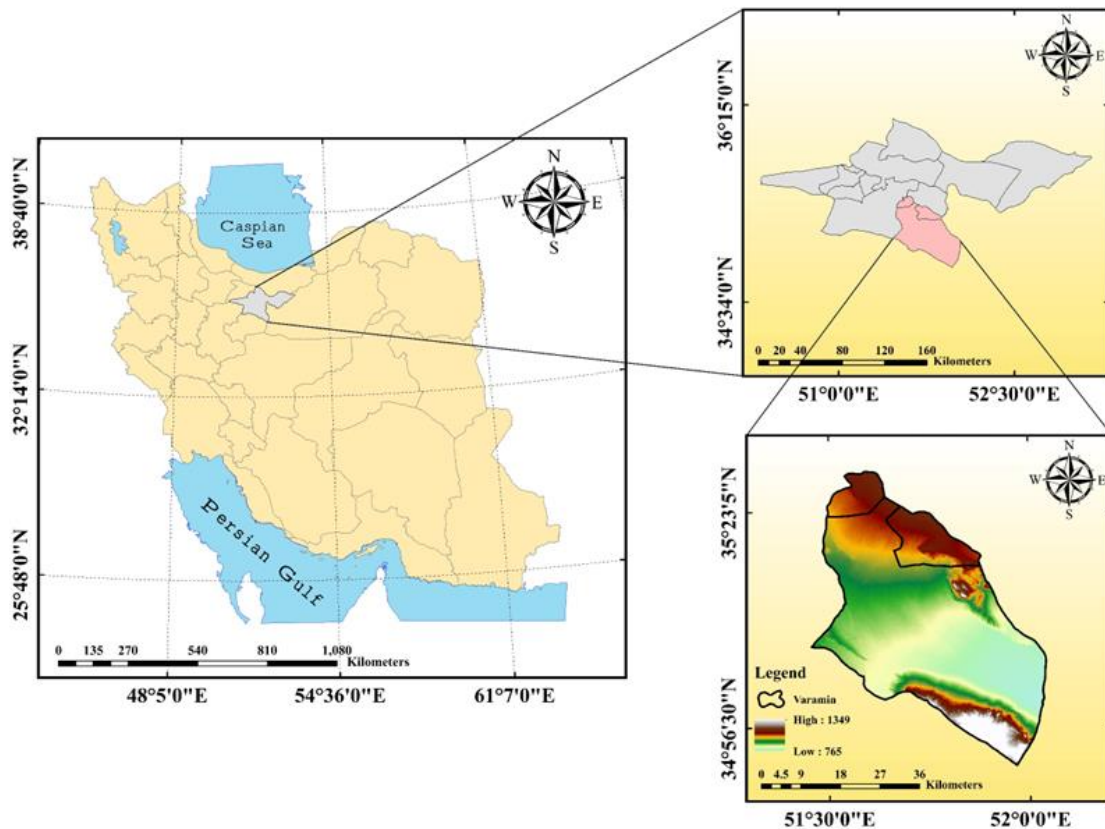 N
W E
S
38°40'0"N
32°14'0"N
25°48'0"N
Caspian
Sea
Persian Gulf
0 135 270 540 810 1,080
Kilometers
48°5'0"E 54°36'0"E 61°7'0"E
N
W E
S
36°15'0"N
34°34'0"N
0 20 40 80 120 160
Kilometers
51°0'0"E 52°30'0"E
N
W E
S
35°23'5"N
34°56'30"N
Legend
Varamin
High : 1349
Low : 765
0 4.5 9 18 27 36
Kilometers
51°30'0"E 52°0'0"E